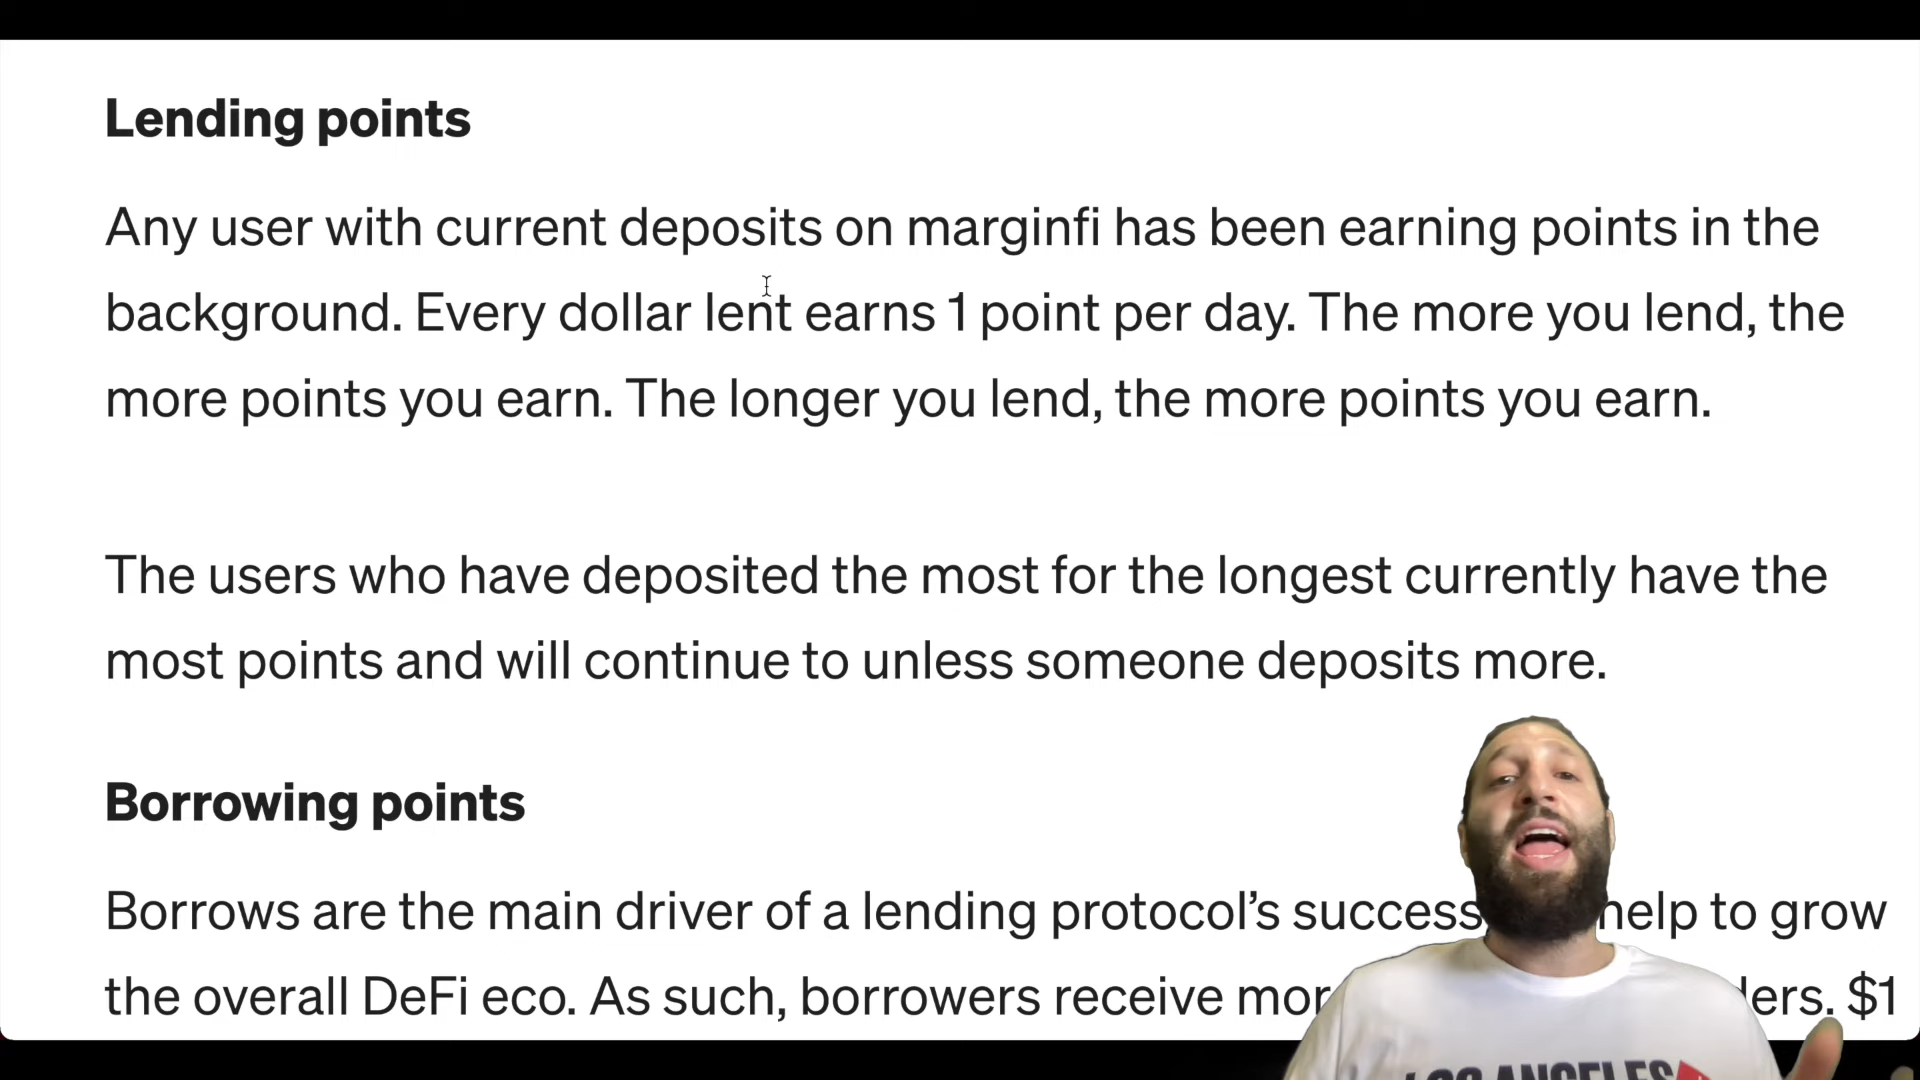 Lending points
Any user with current deposits on marginfi has been earning points in the
background. Every dollar lent earns 1 point per day. The more you lend, the
more points you earn. The longer you lend, the more points you earn.
The users who have deposited the most for the longest currently have the
most points and will continue to unless someone deposits more.
Borrowing points
Borrows are the main driver of a lending protocol’s success help to grow
the overall DeFi eco. As such, borrowers receive $1
LOS ANGELES